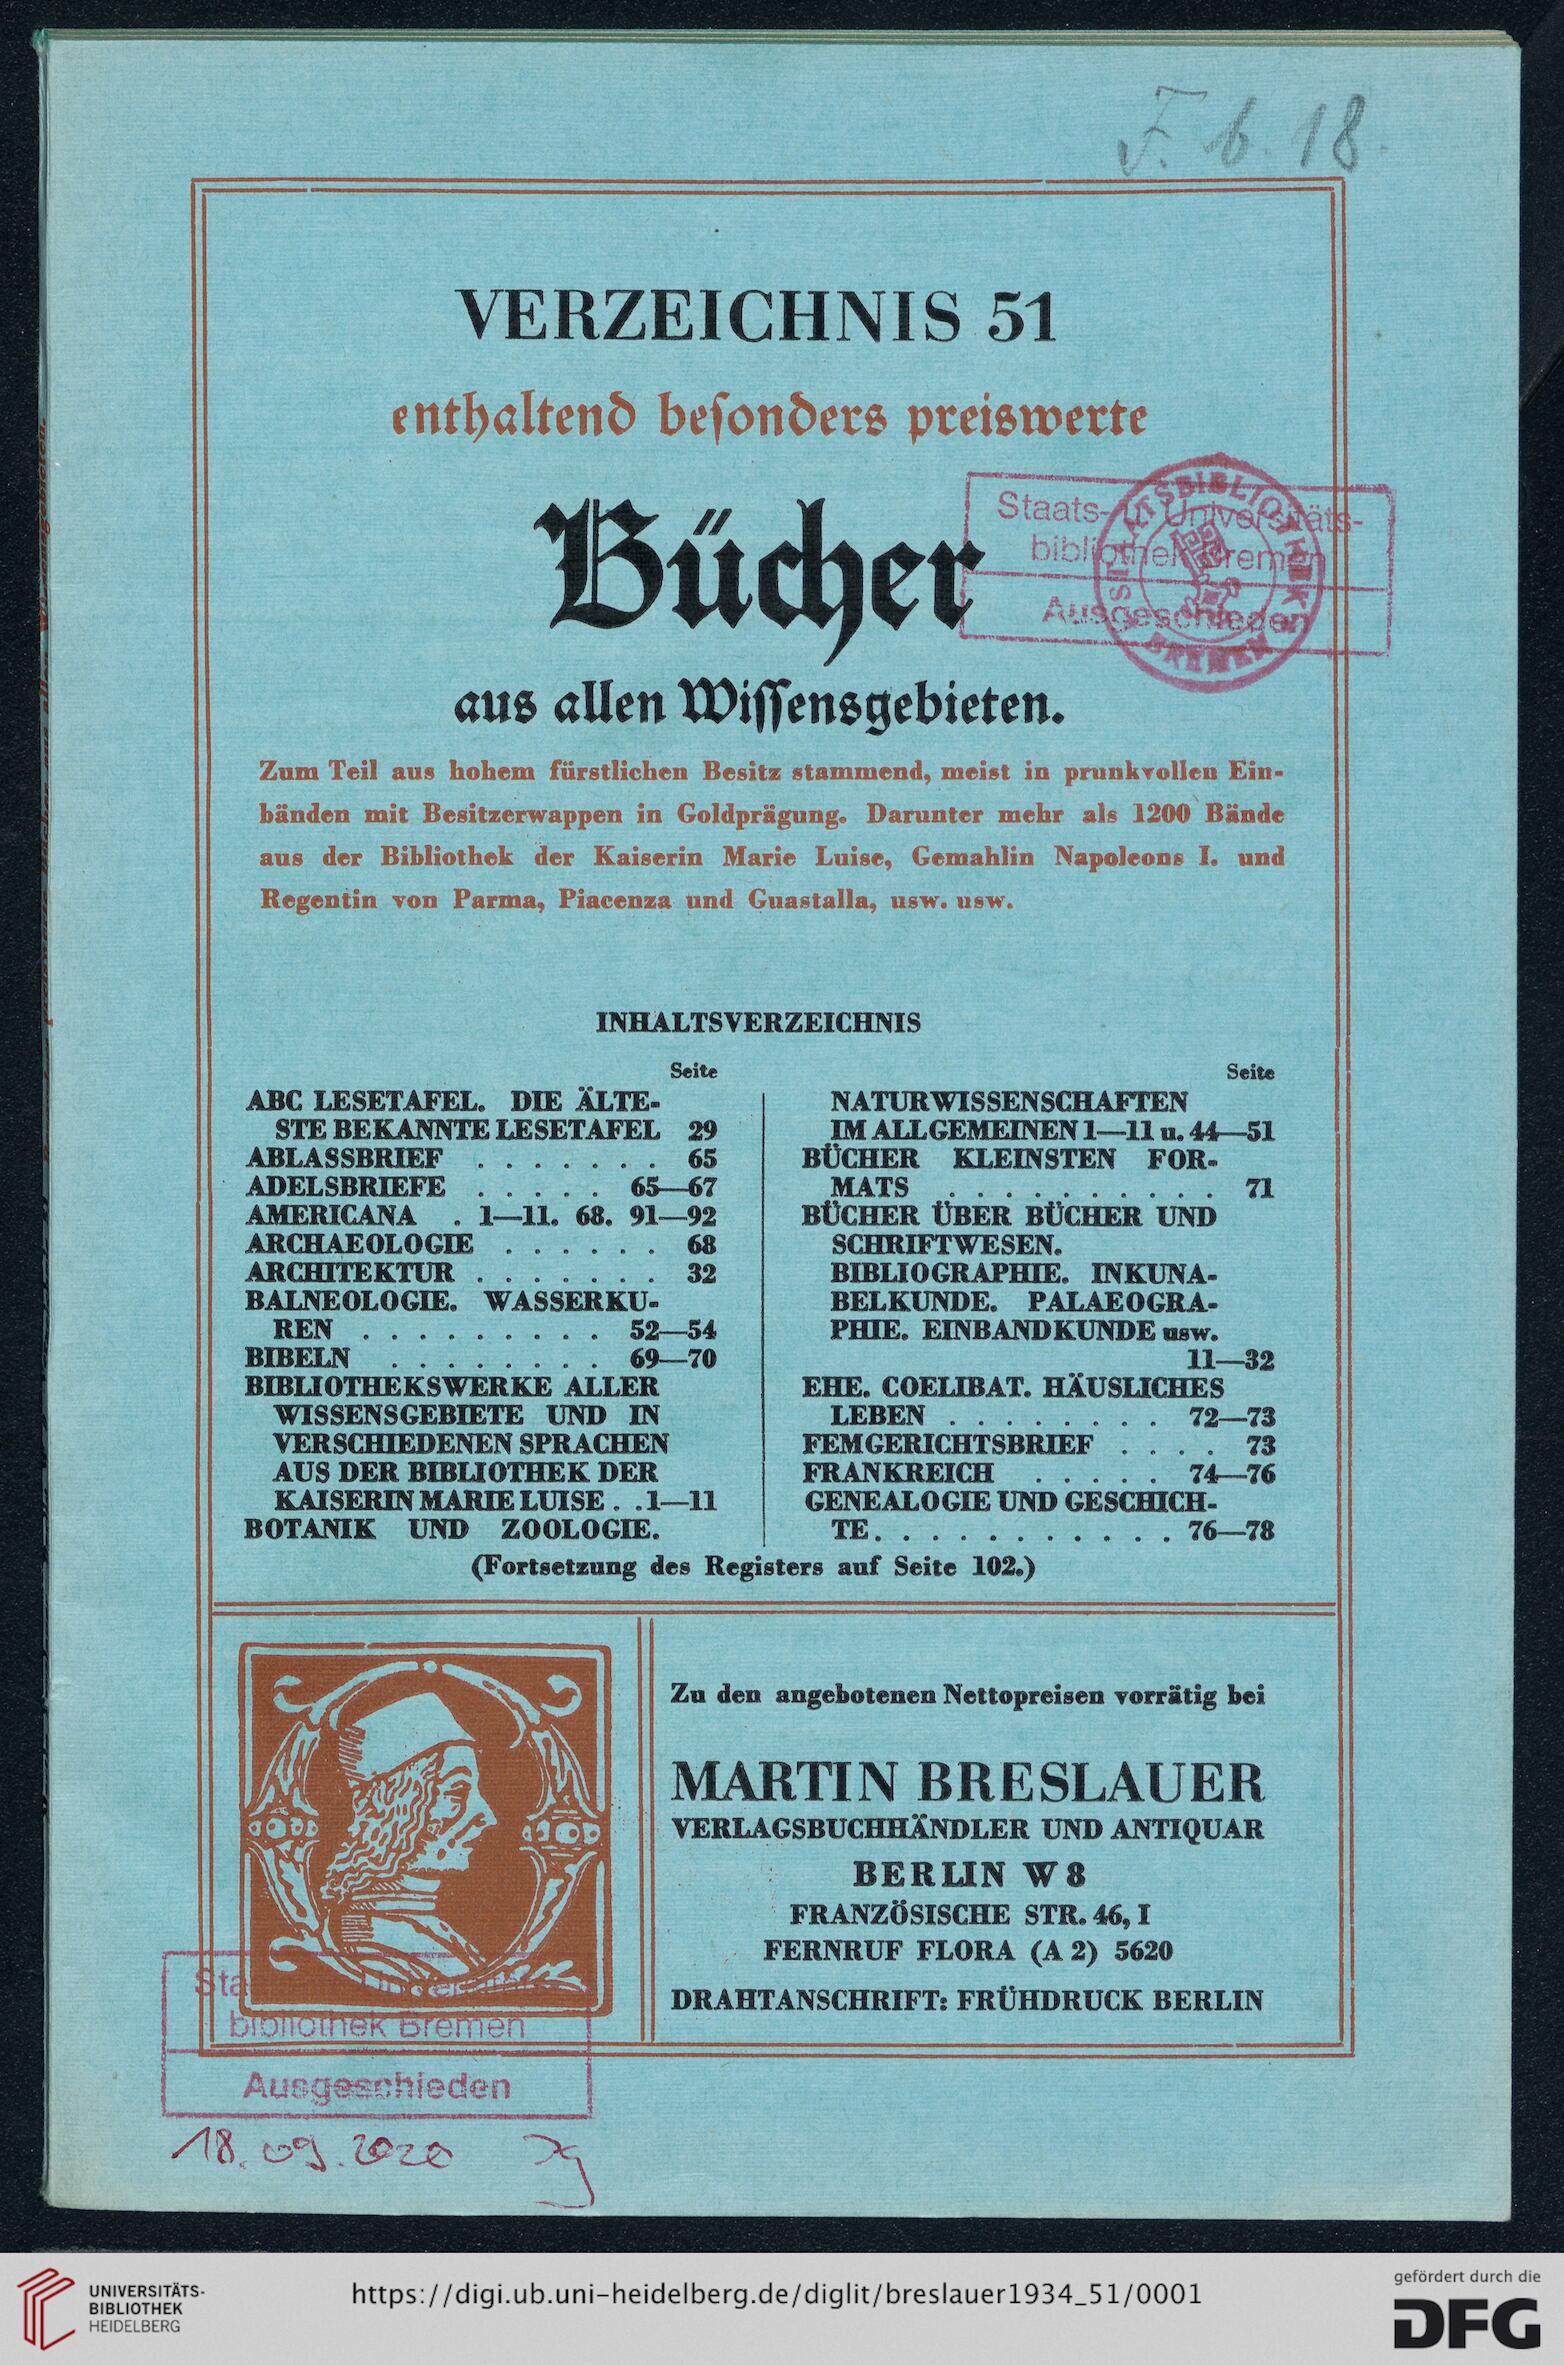 F. b. 18.
VERZEICHNIS 51
enthaltend beſonders preiswerte
Bücher
Staats- u. Universitäts-
bibliothek Bremen
Ausgeschieden
STAATSBIBLIOTHEK
BREMEN
aus allen Wiſſensgebieten.
Zum Teil aus hohem fürstlichen Besitz stammend, meist in prunkvollen Ein-
bänden mit Besitzerwappen in Goldprägung. Darunter mehr als 1200 Bände
aus der Bibliothek der Kaiserin Marie Luise, Gemahlin Napoleons I. und
Regentin von Parma, Piacenza und Guastalla, usw. usw.
INHALTSVERZEICHNIS
Seite
ABC LESETAFEL. DIE ÄLTE-
STE BEKANNTE LESETAFEL 29
ABLASSBRIEF . . . . . . . 65
ADELSBRIEFE . . . . . 65—67
AMERICANA . 1—11. 68. 91—92
ARCHAEOLOGIE . . . . . . 68
ARCHITEKTUR . . . . . . . 32
BALNEOLOGIE. WASSERKU-
REN . . . . . . . . . 52—54
BIBELN . . . . . . . . 69—70
BIBLIOTHEKSWERKE ALLER
WISSENSGEBIETE UND IN
VERSCHIEDENEN SPRACHEN
AUS DER BIBLIOTHEK DER
KAISERIN MARIE LUISE . . 1—11
BOTANIK UND ZOOLOGIE.
Seite
NATURWISSENSCHAFTEN
IM ALLGEMEINEN 1—11 u. 44—51
BÜCHER KLEINSTEN FOR-
MATS . . . . . . . . . . 71
BÜCHER ÜBER BÜCHER UND
SCHRIFTWESEN.
BIBLIOGRAPHIE. INKUNA-
BELKUNDE. PALAEOGRA-
PHIE. EINBANDKUNDE usw.
11—32
EHE. COELIBAT. HÄUSLICHES
LEBEN . . . . . . . . 72—73
FEMGERICHTSBRIEF . . . . 73
FRANKREICH . . . . . 74—76
GENEALOGIE UND GESCHICH-
TE. . . . . . . . . . . 76—78
(Fortsetzung des Registers auf Seite 102.)
Zu den angebotenen Nettopreisen vorrätig bei
MARTIN BRESLAUER
VERLAGSBUCHHÄNDLER UND ANTIQUAR
BERLIN W 8
FRANZÖSISCHE STR. 46, I
FERNRUF FLORA (A 2) 5620
DRAHTANSCHRIFT: FRÜHDRUCK BERLIN
Staats- u. Universitäts-
bibliothek Bremen
Ausgeschieden
18.09.2020
UNIVERSITÄTS-
BIBLIOTHEK
HEIDELBERG
https://digi.ub.uni-heidelberg.de/diglit/breslauer1934_51/0001
gefördert durch die
DFG